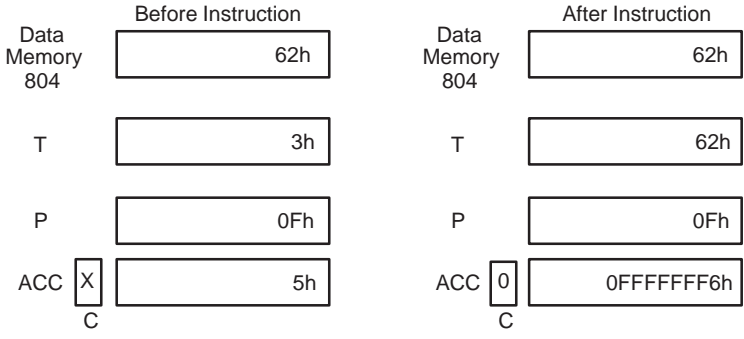 Before Instruction
After Instruction
Data
Memory
804
62h
Data
Memory
804
62h
T
3h
T
62h
P
0Fh
P
0Fh
ACC
X
5h
ACC
0
0FFFFFFF6h
C
C